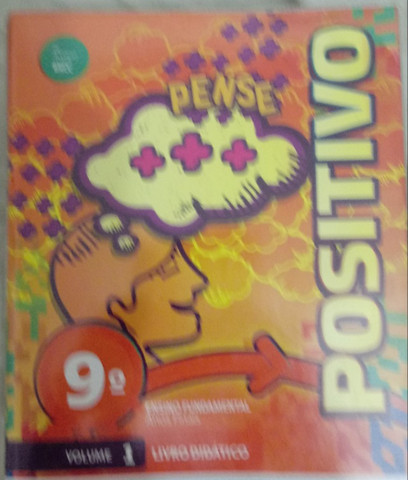 PENSE
POSITIVO
9º
ENSINO FUNDAMENTAL
VOLUME 1
LIVRO DIDÁTICO